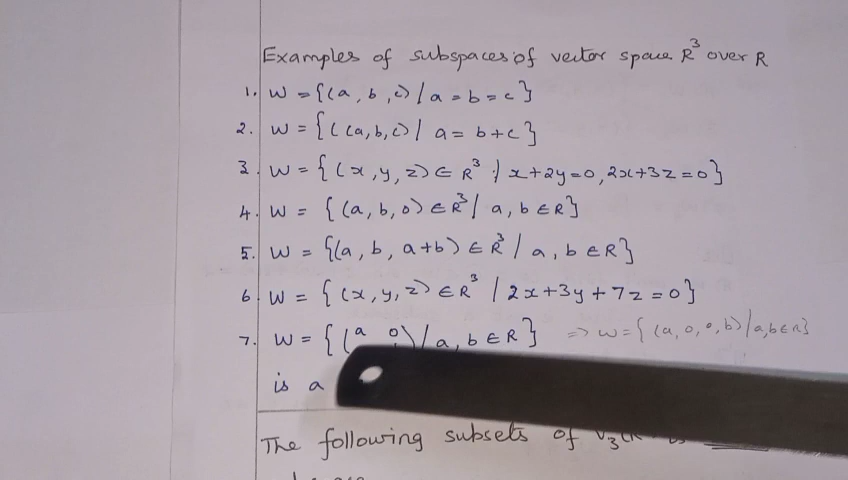 Examples of subspaces of vector space R³ over R
1. W = {(a, b, c) / a = b = c}
2. W = {((a, b, c) / a = b + c}
3. W = {(x, y, z) ∈ R³ / x+2y=0, 2x+3z=0}
4. W = {(a, b, 0) ∈ R³ / a, b ∈ R}
5. W = {(a, b, a+b) ∈ R³ / a, b ∈ R}
6. W = {(x, y, z) ∈ R³ / 2x+3y+7z=0}
7. W = {(a 0) / a, b ∈ R} => W = {(a, 0, 0, b) / a, b ∈ R}
is a
The following subsets of